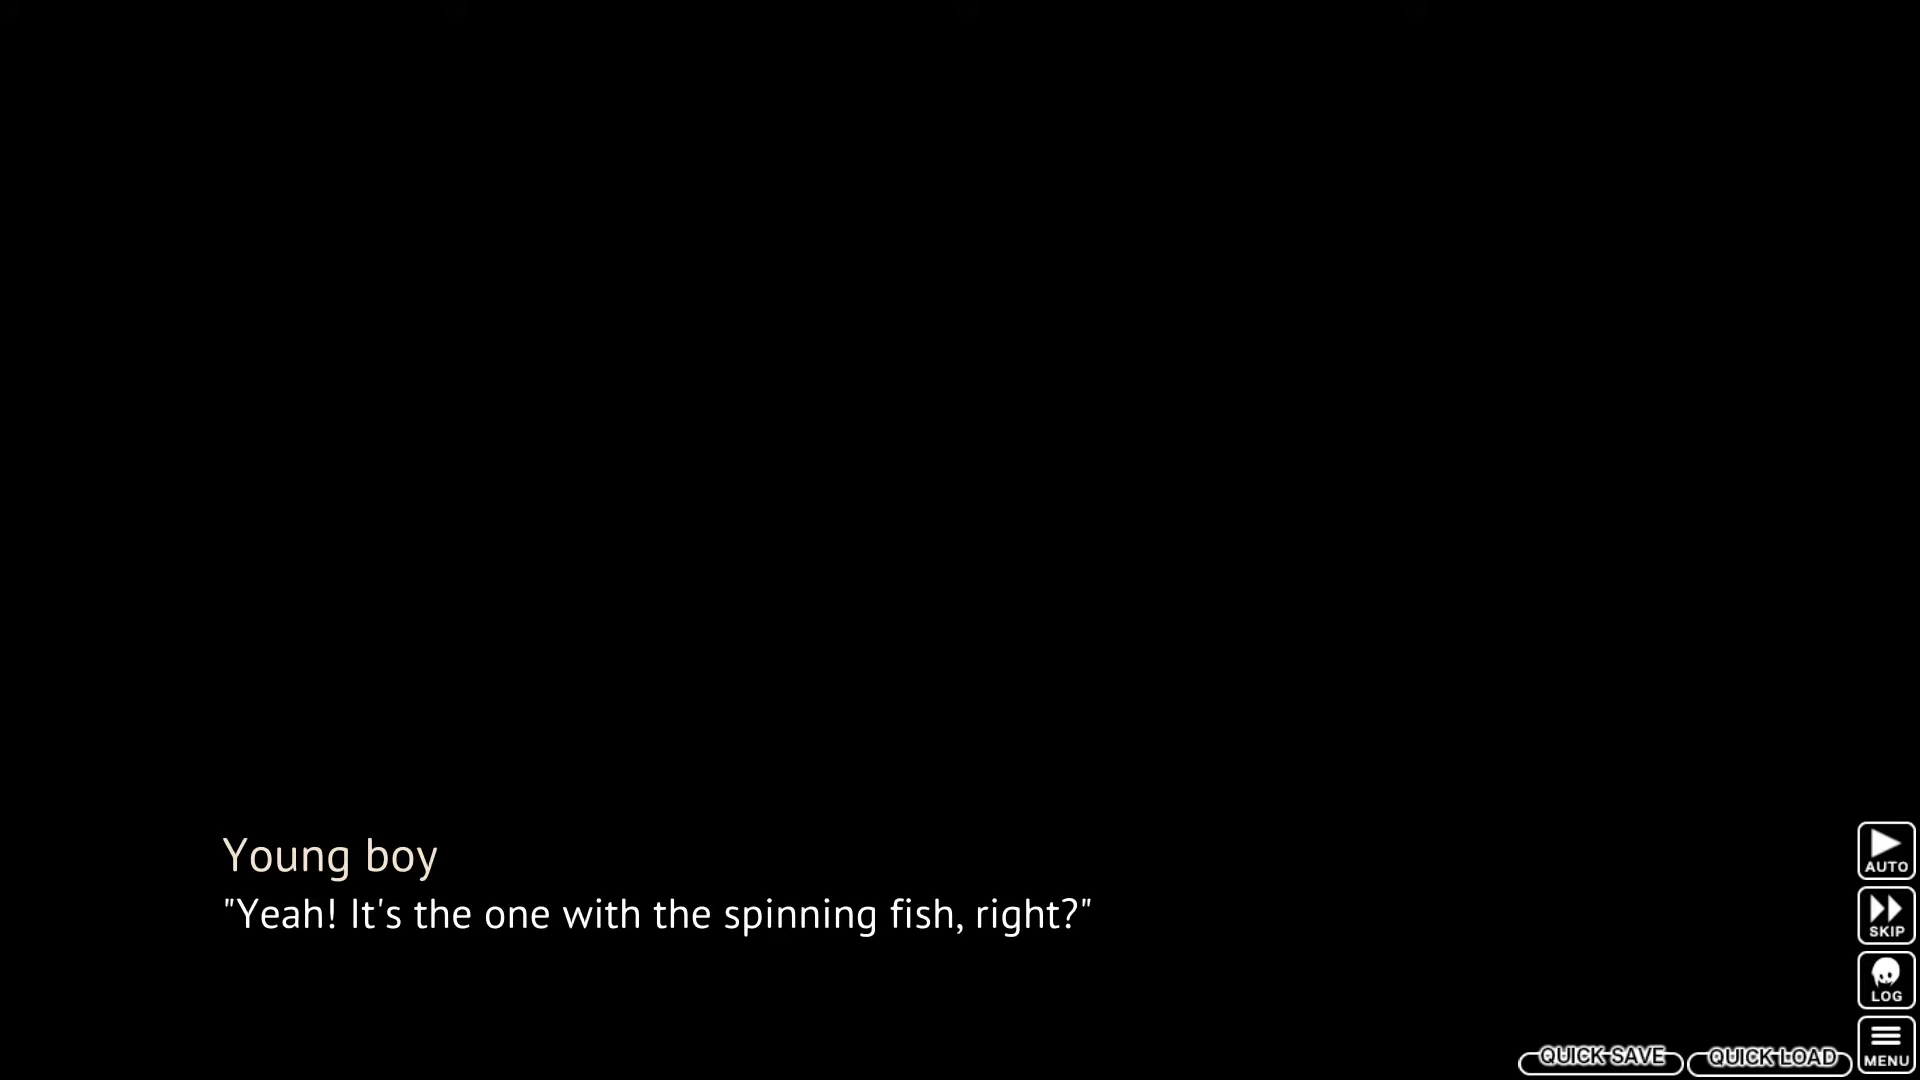 Young boy
"Yeah! It's the one with the spinning fish, right?"
AUTO
SKIP
LOG
MENU
QUICK SAVE
QUICK LOAD